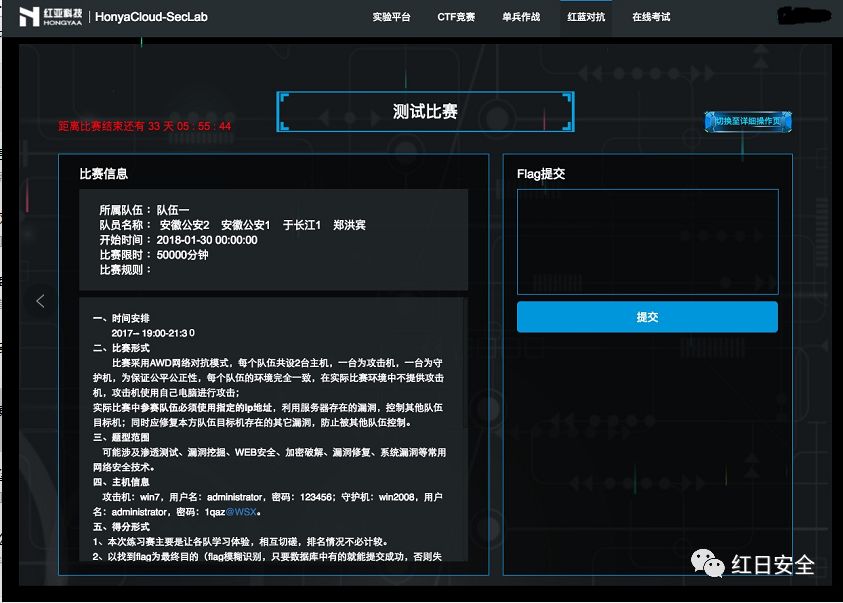 红亚科技 HONGYAA | HonyaCloud-SecLab 实验平台 CTF竞赛 单兵作战 红蓝对抗 在线考试
测试比赛
距离比赛结束还有 33 天 05 : 55 : 44
切换至详细操作页
比赛信息
所属队伍： 队伍一
队员名称： 安徽公安2 安徽公安1 于长江1 郑洪宾
开始时间： 2018-01-30 00:00:00
比赛限时： 50000分钟
比赛规则：
一、时间安排
2017-- 19:00-21:30
二、比赛形式
比赛采用AWD网络对抗模式，每个队伍共设2台主机，一台为攻击机，一台为守
护机，为保证公平公正性，每个队伍的环境完全一致，在实际比赛环境中不提供攻击
机，攻击机使用自己电脑进行攻击；
实际比赛中参赛队伍必须使用指定的Ip地址，利用服务器存在的漏洞，控制其他队伍
目标机；同时应修复本方队伍目标机存在的其它漏洞，防止被其他队伍控制。
三、题型范围
可能涉及渗透测试、漏洞挖掘、WEB安全、加密破解、漏洞修复、系统漏洞等常用
网络安全技术。
四、主机信息
攻击机：win7，用户名：administrator，密码：123456；守护机：win2008，用户
名：administrator，密码：1qaz@WSX。
五、得分形式
1、本次练习赛主要是让各队学习体验，相互切磋，排名情况不必计较。
2、以找到flag为最终目的（flag模糊识别，只要数据库中有的就能提交成功，否则失
Flag提交
提交
红日安全